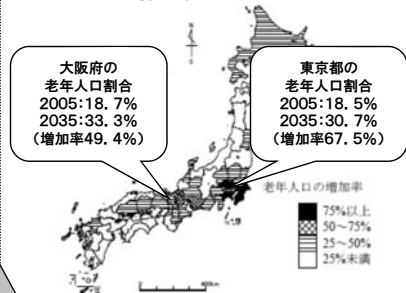 大阪府の
老年人口割合
2005:18.7%
2035:33.3%
(増加率49.4%)
東京都の
老年人口割合
2005:18.5%
2035:30.7%
(増加率67.5%)
N
S
老年人口の増加率
75%以上
50~75%
25~50%
25%未満
0
400km